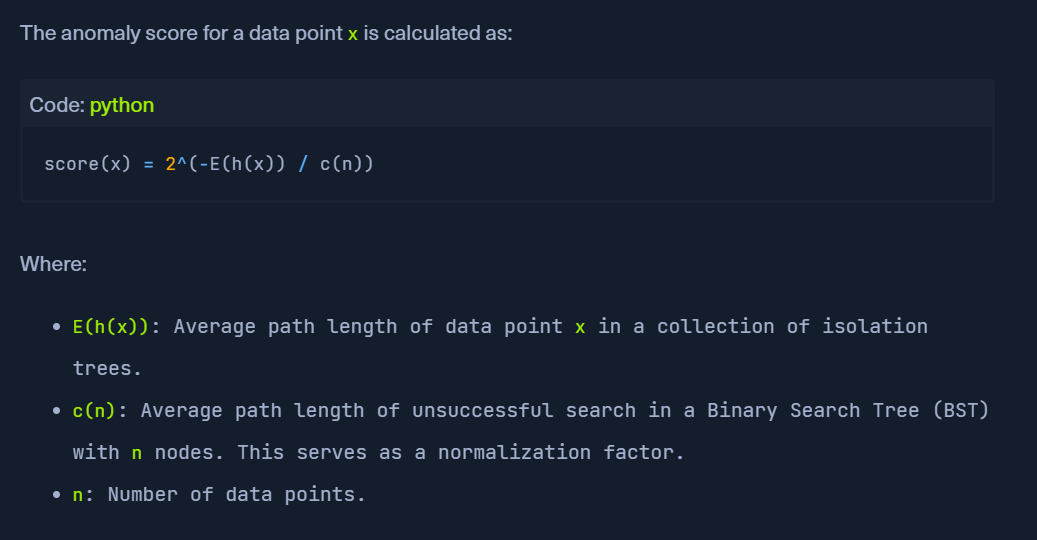 The anomaly score for a data point x is calculated as:
Code: python
score(x) = 2^(-E(h(x)) / c(n))
Where:
• E(h(x)): Average path length of data point x in a collection of isolation
trees.
• c(n): Average path length of unsuccessful search in a Binary Search Tree (BST)
with n nodes. This serves as a normalization factor.
• n: Number of data points.